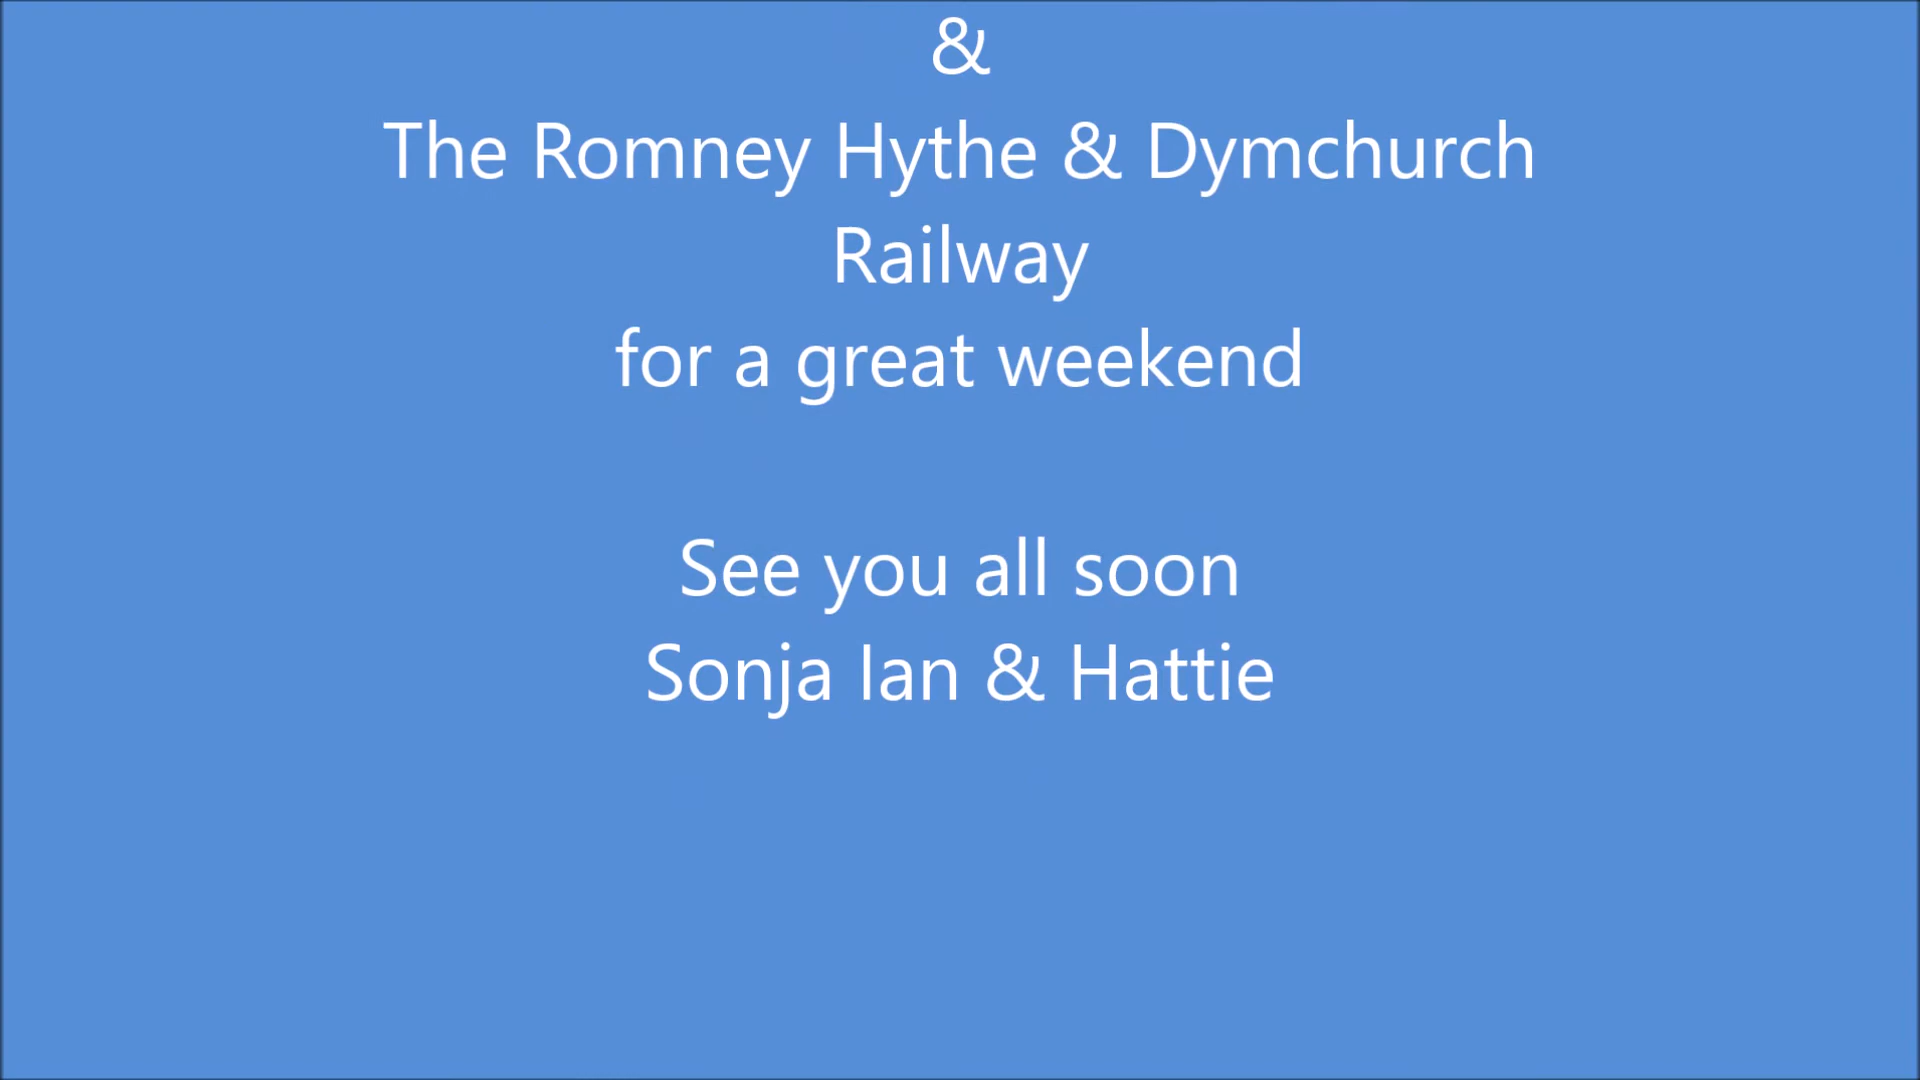 &
The Romney Hythe & Dymchurch
Railway
for a great weekend
See you all soon
Sonja Ian & Hattie